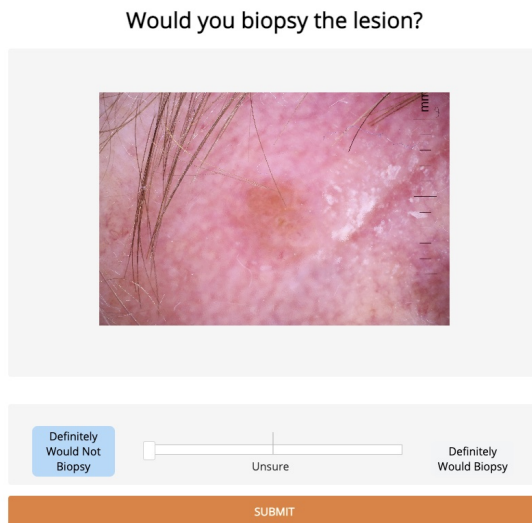 Would you biopsy the lesion?
mm
Definitely
Would Not
Biopsy
Unsure
Definitely
Would Biopsy
SUBMIT